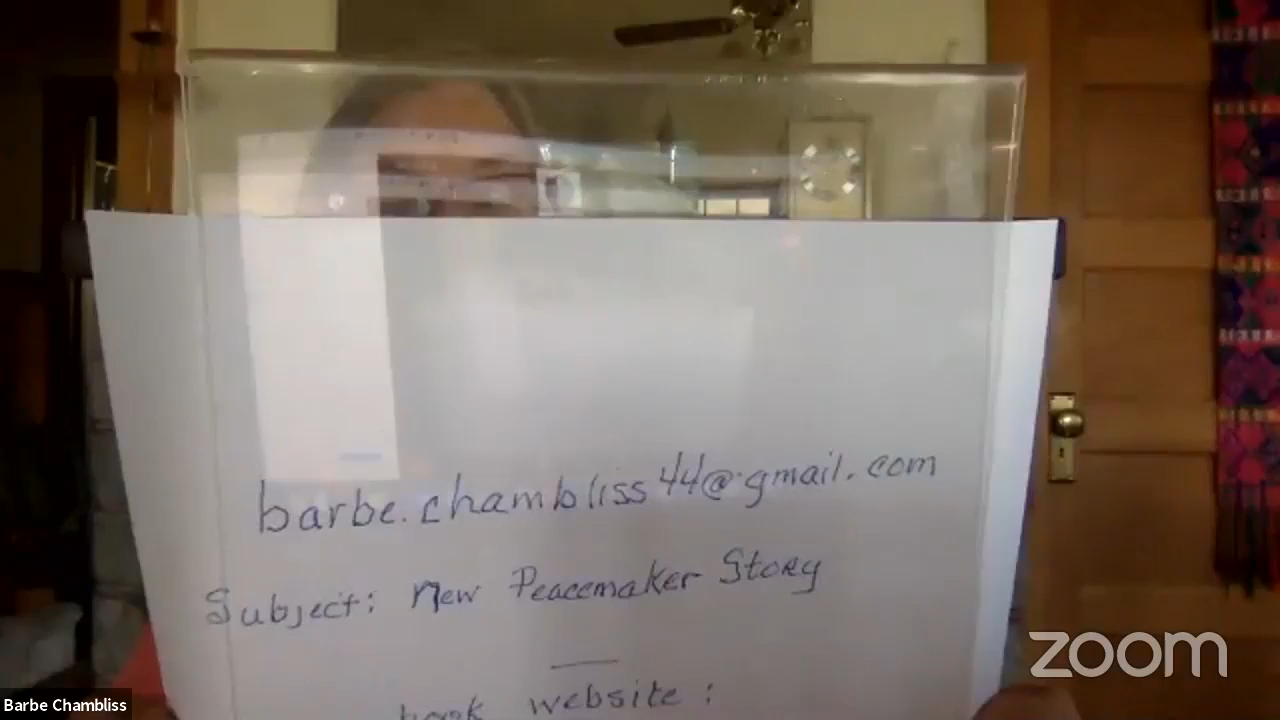 barbe.chambliss44@gmail.com
Subject: New Peacemaker Story
book website:
zoom
Barbe Chambliss